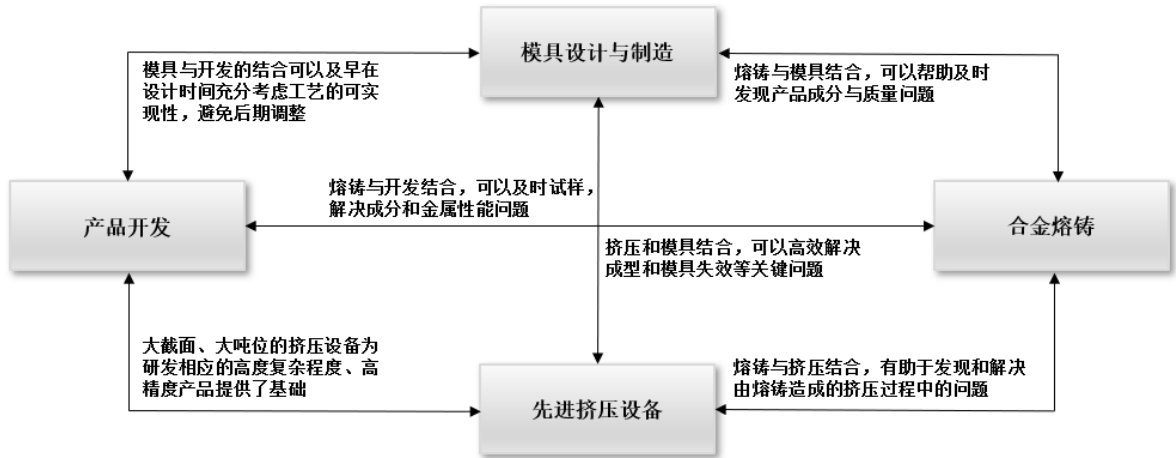 模具设计与制造
模具与开发的结合可以及早在
设计时间充分考虑工艺的可实
现性，避免后期调整
熔铸与模具结合，可以帮助及时
发现产品成分与质量问题
产品开发
熔铸与开发结合，可以及时试样，
解决成分和金属性能问题
合金熔铸
挤压和模具结合，可以高效解决
成型和模具失效等关键问题
大截面、大吨位的挤压设备为
研发相应的高度复杂程度、高
精度产品提供了基础
先进挤压设备
熔铸与挤压结合，有助于发现和解决
由熔铸造成的挤压过程中的问题